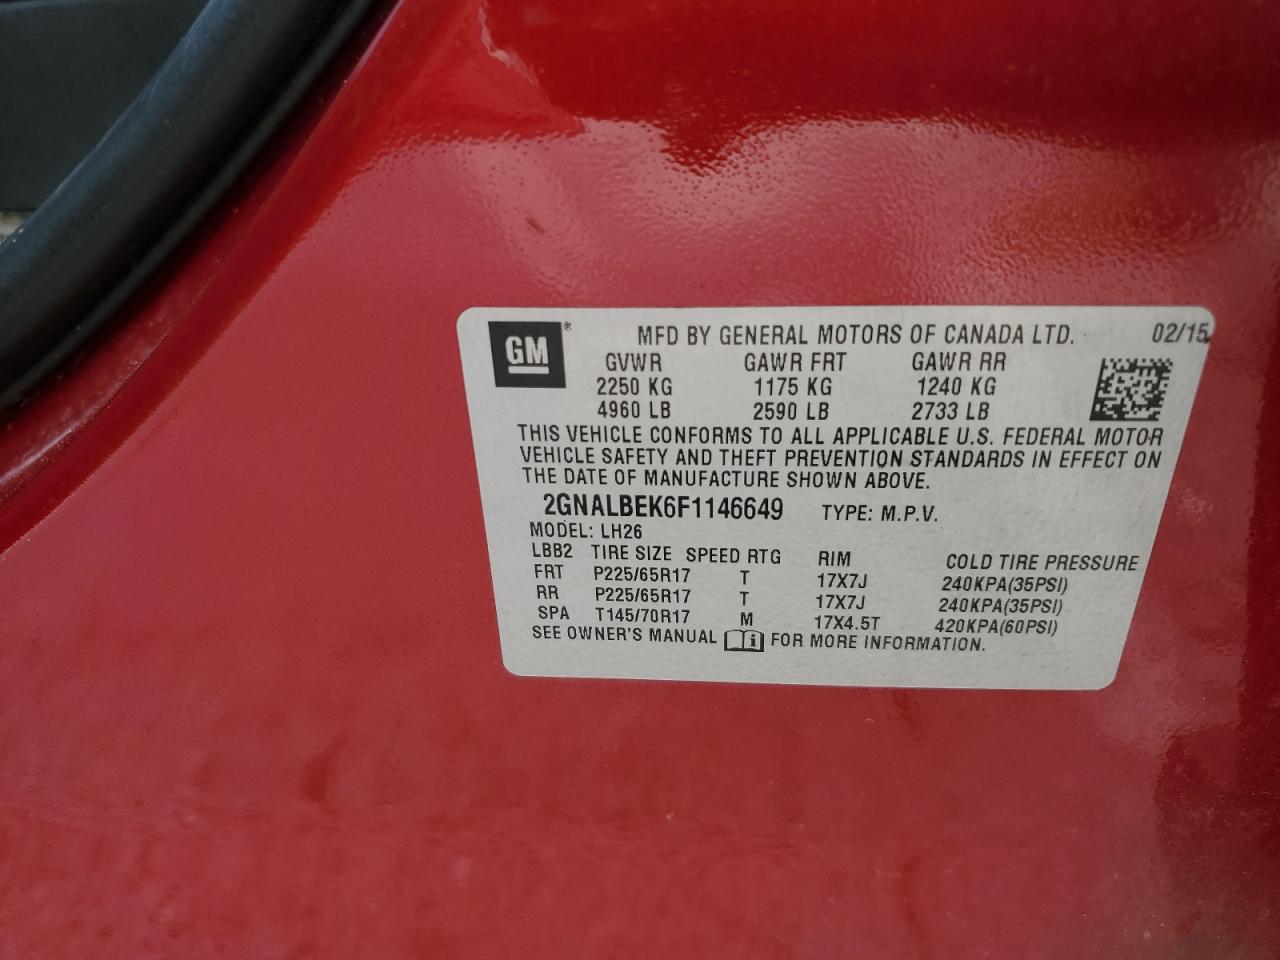 GM® MFD BY GENERAL MOTORS OF CANADA LTD. 02/15
GVWR GAWR FRT GAWR RR
2250 KG 1175 KG 1240 KG
4960 LB 2590 LB 2733 LB
THIS VEHICLE CONFORMS TO ALL APPLICABLE U.S. FEDERAL MOTOR
VEHICLE SAFETY AND THEFT PREVENTION STANDARDS IN EFFECT ON
THE DATE OF MANUFACTURE SHOWN ABOVE.
2GNALBEK6F1146649 TYPE: M.P.V.
MODEL: LH26
LBB2 TIRE SIZE SPEED RTG RIM COLD TIRE PRESSURE
FRT P225/65R17 T 17X7J 240KPA(35PSI)
RR P225/65R17 T 17X7J 240KPA(35PSI)
SPA T145/70R17 M 17X4.5T 420KPA(60PSI)
SEE OWNER'S MANUAL i FOR MORE INFORMATION.